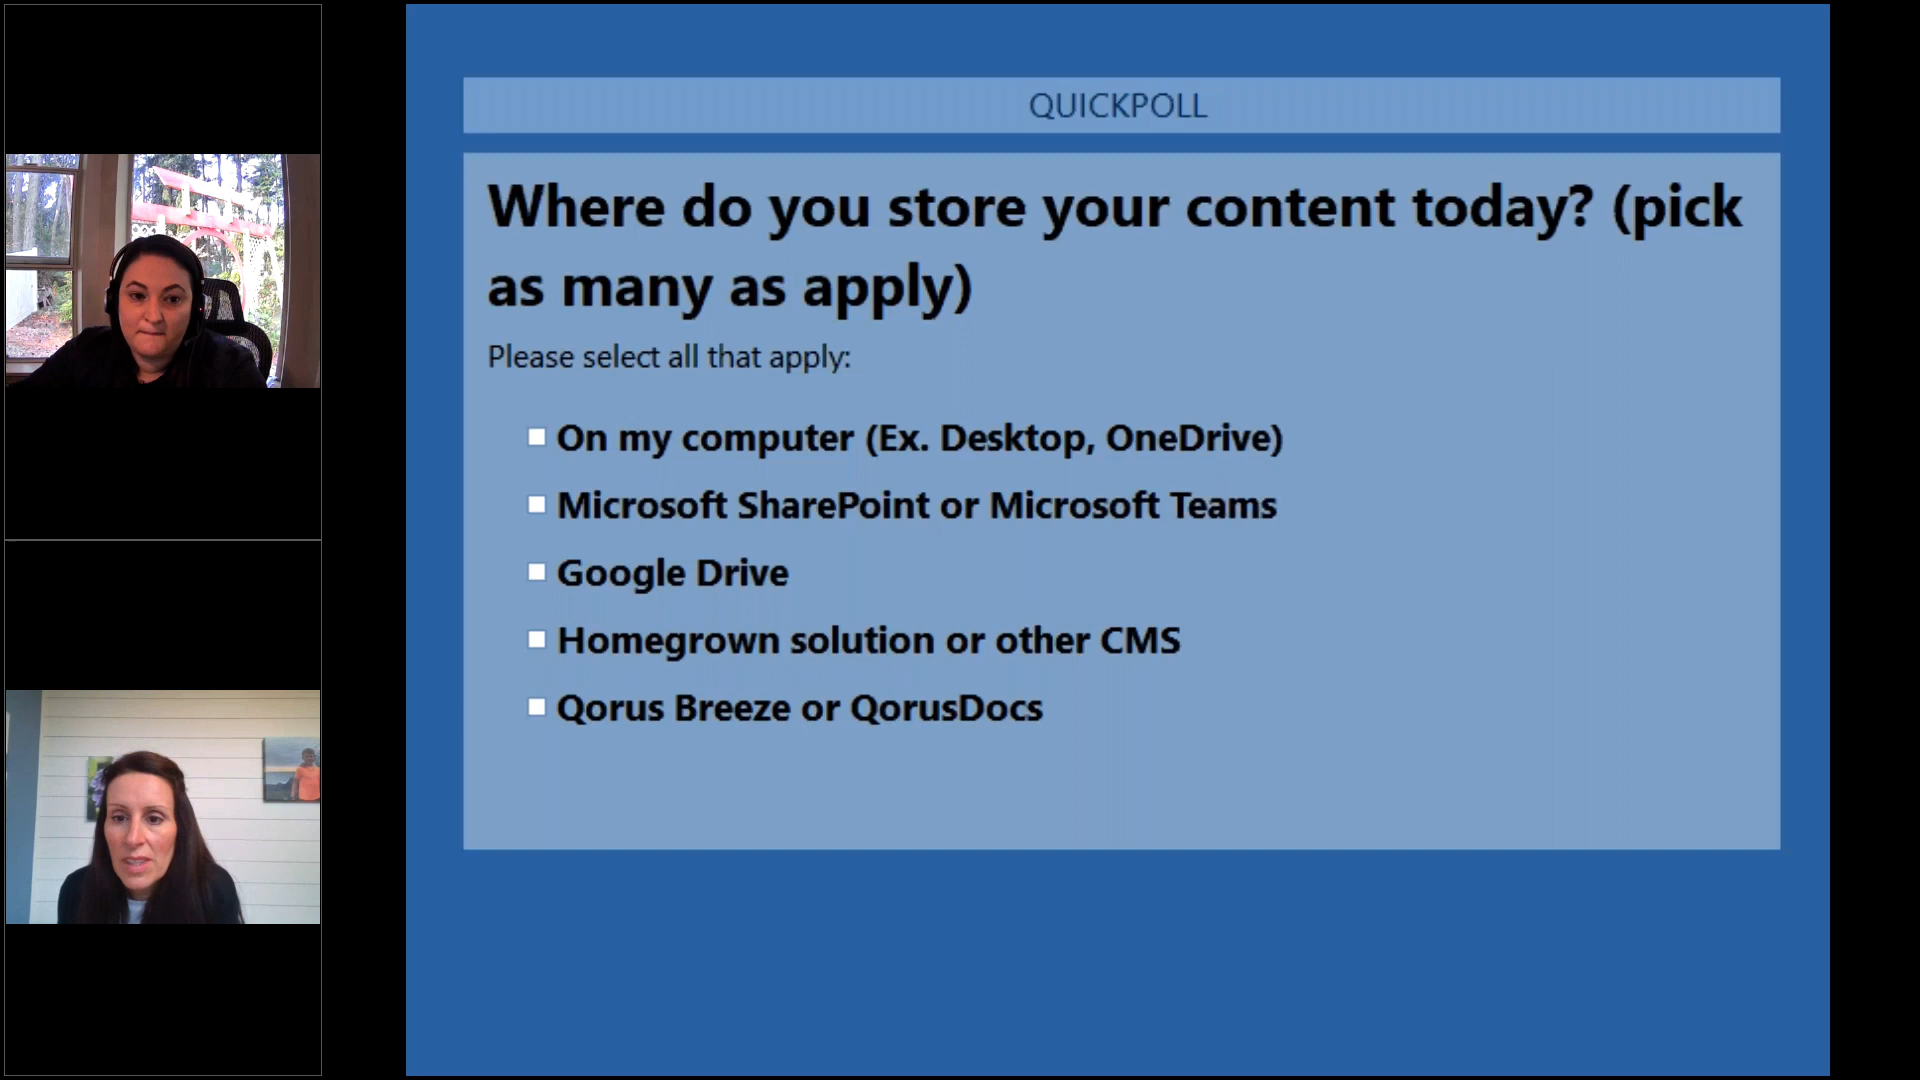 QUICKPOLL
Where do you store your content today? (pick
as many as apply)
Please select all that apply:
On my computer (Ex. Desktop, OneDrive)
Microsoft SharePoint or Microsoft Teams
Google Drive
Homegrown solution or other CMS
Qorus Breeze or QorusDocs